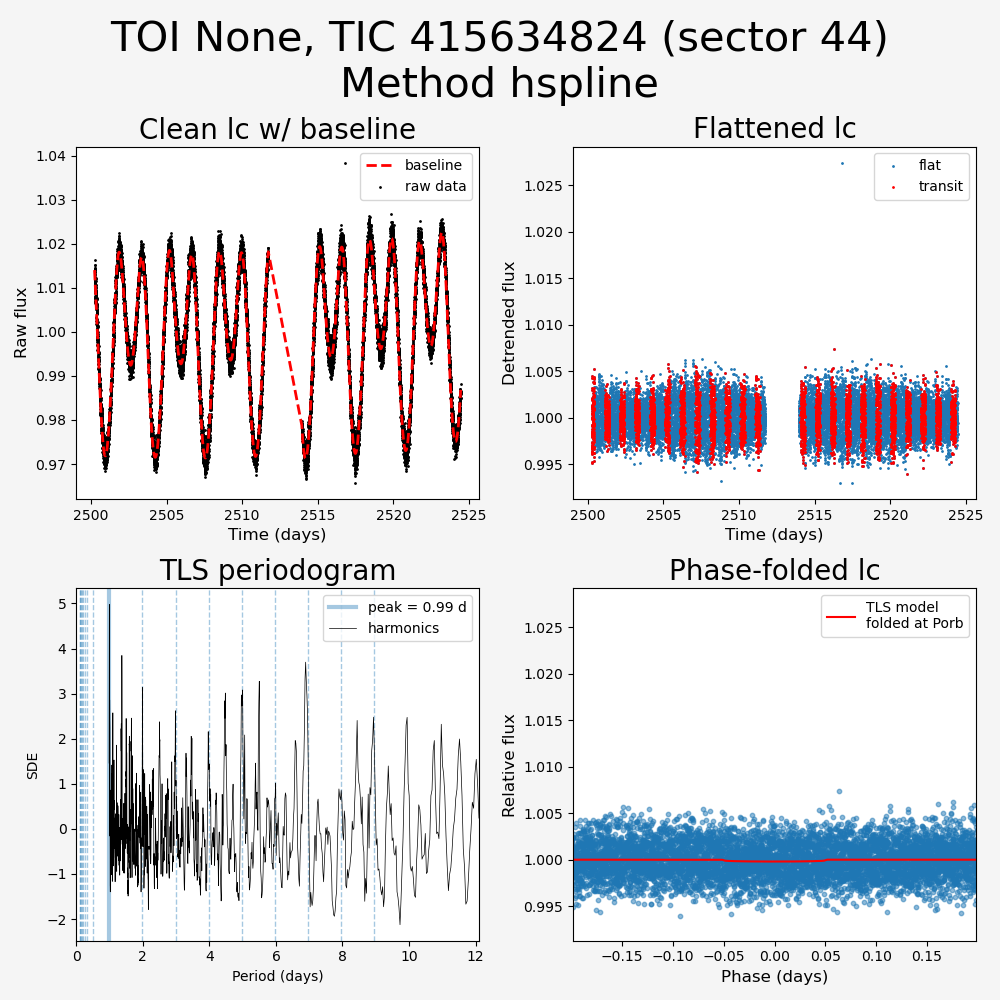 TOI None, TIC 415634824 (sector 44)
Method hspline
Clean lc w/ baseline
Raw flux
1.04
1.03
1.02
1.01
1.00
0.99
0.98
0.97
baseline
raw data
2500
2505
2510
2515
2520
2525
Time (days)
Flattened lc
Detrended flux
1.025
1.020
1.015
1.010
1.005
1.000
0.995
flat
transit
2500
2505
2510
2515
2520
2525
Time (days)
TLS periodogram
SDE
5
4
3
2
1
0
−1
−2
peak = 0.99 d
harmonics
0
2
4
6
8
10
12
Period (days)
Phase-folded lc
Relative flux
1.025
1.020
1.015
1.010
1.005
1.000
0.995
TLS model
folded at Porb
−0.15
−0.10
−0.05
0.00
0.05
0.10
0.15
Phase (days)